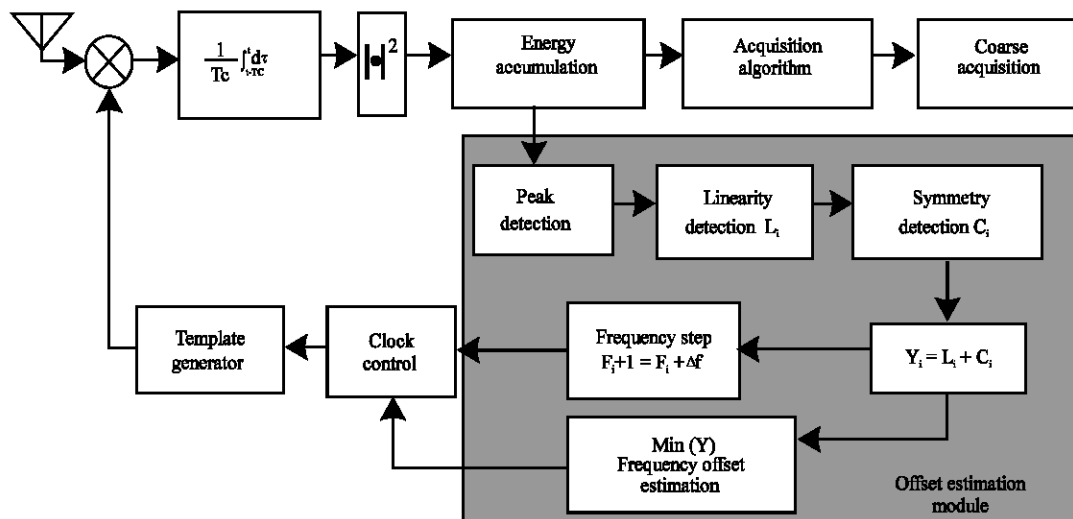 1
Tc
∫ᵗₜ₋TC dτ
|•|²
Energy
accumulation
Acquisition
algorithm
Coarse
acquisition
Peak
detection
Linearity
detection Lᵢ
Symmetry
detection Cᵢ
Template
generator
Clock
control
Frequency step
Fᵢ+1 = Fᵢ + Δf
Yᵢ = Lᵢ + Cᵢ
Min (Y)
Frequency offset
estimation
Offset estimation
module